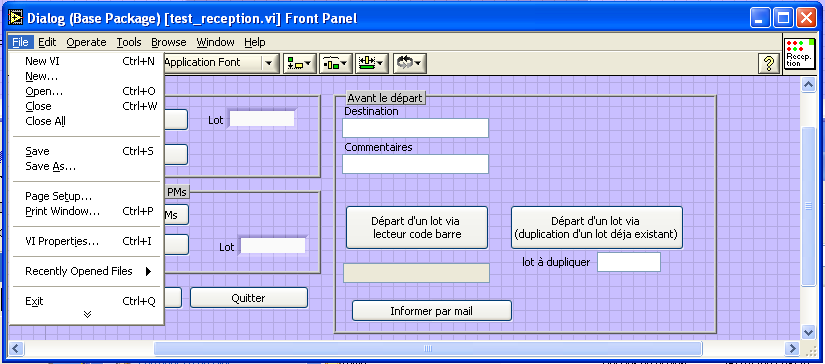 Dialog (Base Package) [test_reception.vi] Front Panel
File Edit Operate Tools Browse Window Help
Application Font
?
Recep
tion
New VI Ctrl+N
New...
Open... Ctrl+O
Close Ctrl+W
Close All
Save Ctrl+S
Save As...
Page Setup...
Print Window... Ctrl+P
VI Properties... Ctrl+I
Recently Opened Files
Exit Ctrl+Q
Lot
PMs
Ms
Lot
Quitter
Avant le départ
Destination
Commentaires
Départ d'un lot via
lecteur code barre
Départ d'un lot via
(duplication d'un lot déja existant)
lot à dupliquer
Informer par mail